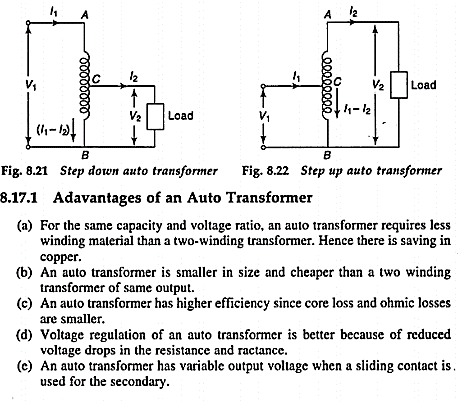 I₁ A
V₁
C I₂
V₂ Load
(I₁–I₂)
B
A I₂
I₁ C
V₁ V₂ Load
I₁–I₂
B
Fig. 8.21 Step down auto transformer
Fig. 8.22 Step up auto transformer
8.17.1 Adavantages of an Auto Transformer
(a) For the same capacity and voltage ratio, an auto transformer requires less
winding material than a two-winding transformer. Hence there is saving in
copper.
(b) An auto transformer is smaller in size and cheaper than a two winding
transformer of same output.
(c) An auto transformer has higher efficiency since core loss and ohmic losses
are smaller.
(d) Voltage regulation of an auto transformer is better because of reduced
voltage drops in the resistance and ractance.
(e) An auto transformer has variable output voltage when a sliding contact is
used for the secondary.